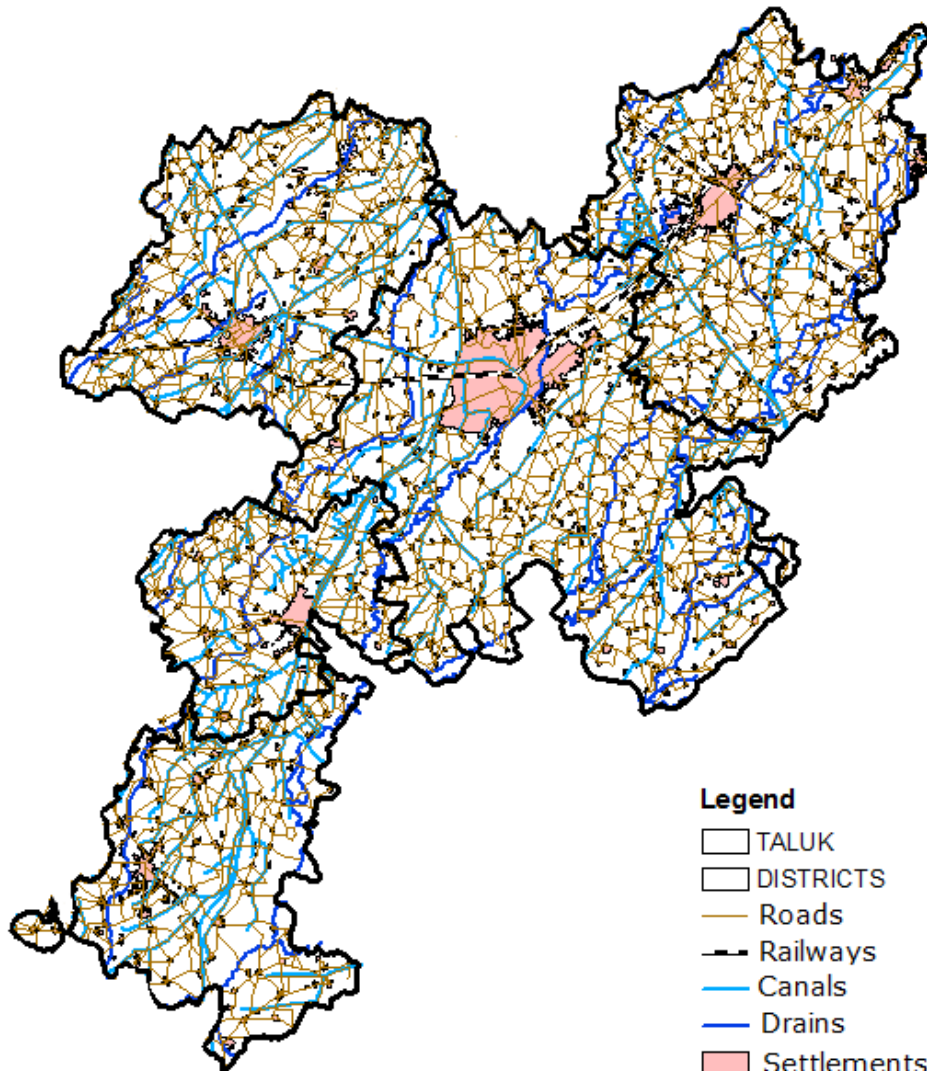 Legend
TALUK
DISTRICTS
Roads
Railways
Canals
Drains
Settlements